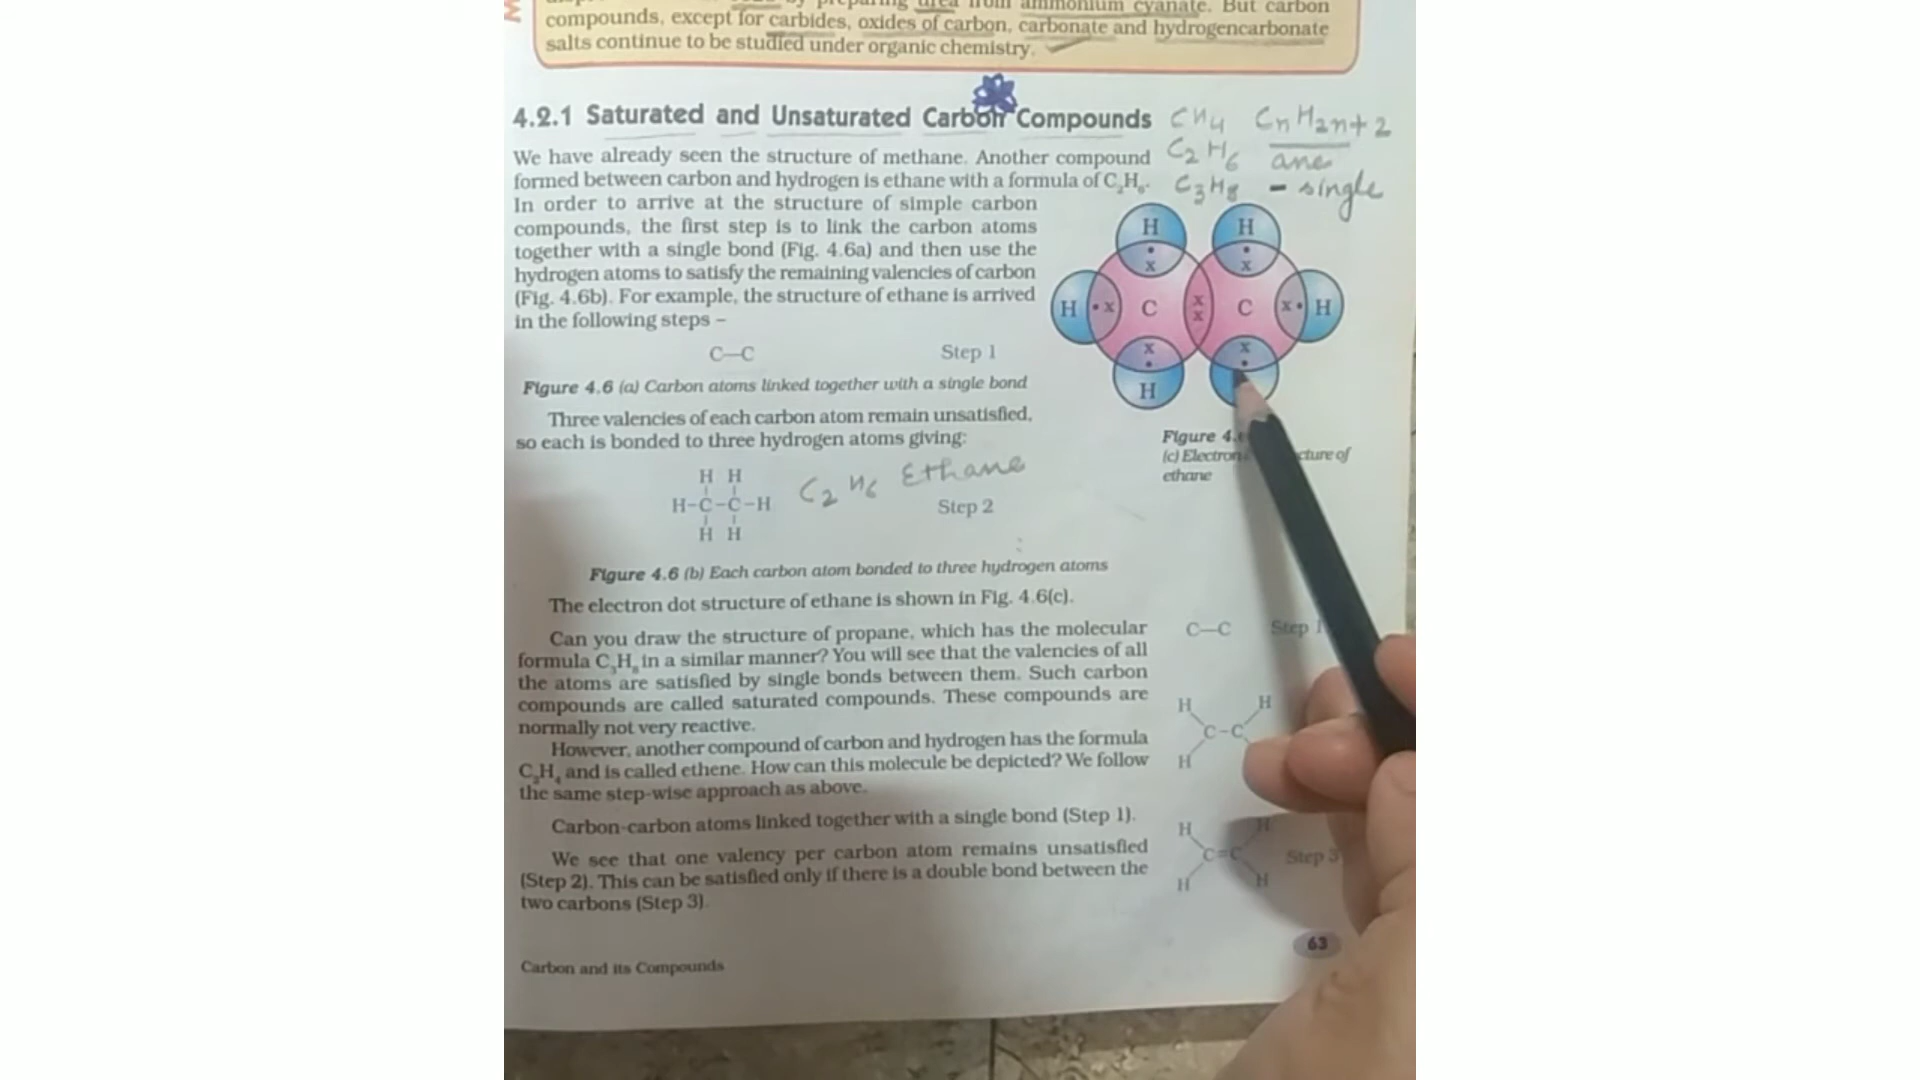 urea from ammonium cyanate. But carbon
compounds, except for carbides, oxides of carbon, carbonate and hydrogencarbonate
salts continue to be studied under organic chemistry.
4.2.1 Saturated and Unsaturated Carbon Compounds
CH4 CnH2n+2
C2H6 ane
C3H8 - single
We have already seen the structure of methane. Another compound
formed between carbon and hydrogen is ethane with a formula of C2H6.
In order to arrive at the structure of simple carbon
compounds, the first step is to link the carbon atoms
together with a single bond (Fig. 4.6a) and then use the
hydrogen atoms to satisfy the remaining valencies of carbon
(Fig. 4.6b). For example, the structure of ethane is arrived
in the following steps –
C—C Step 1
Figure 4.6 (a) Carbon atoms linked together with a single bond
Three valencies of each carbon atom remain unsatisfied,
so each is bonded to three hydrogen atoms giving:
H H
H-C-C-H
H H
C2H6 Ethane
Step 2
Figure 4.6 (b) Each carbon atom bonded to three hydrogen atoms
The electron dot structure of ethane is shown in Fig. 4.6(c).
Can you draw the structure of propane, which has the molecular
formula C3H8 in a similar manner? You will see that the valencies of all
the atoms are satisfied by single bonds between them. Such carbon
compounds are called saturated compounds. These compounds are
normally not very reactive.
However, another compound of carbon and hydrogen has the formula
C2H4 and is called ethene. How can this molecule be depicted? We follow
the same step-wise approach as above.
Carbon-carbon atoms linked together with a single bond (Step 1).
We see that one valency per carbon atom remains unsatisfied
(Step 2). This can be satisfied only if there is a double bond between the
two carbons (Step 3).
H H
x x
H x C x x C x H
x x
H
Figure
(c)
ethane
C—C Step 1
H H
C-C
H
H H
C=C Step 3
H H
63
Carbon and its Compounds